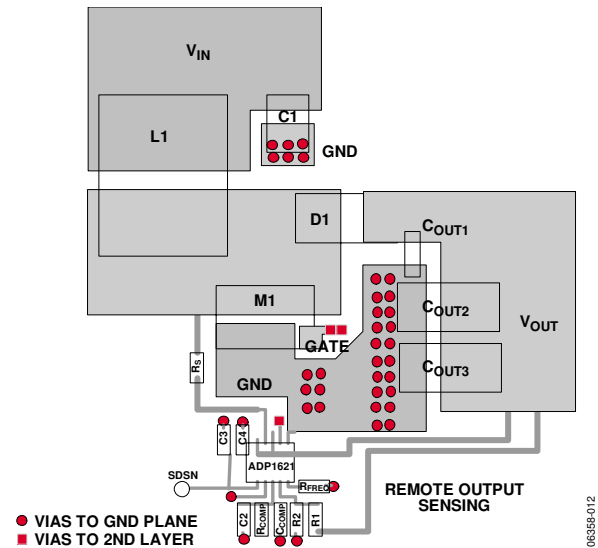 VIN
L1
C1
GND
D1
COUT1
M1
COUT2
VOUT
GATE
COUT3
RS
GND
C3
C4
ADP1621
SDSN
RFREQ
REMOTE OUTPUT
SENSING
C2
RCOMP
CCOMP
R2
R1
VIAS TO GND PLANE
VIAS TO 2ND LAYER
06358-012